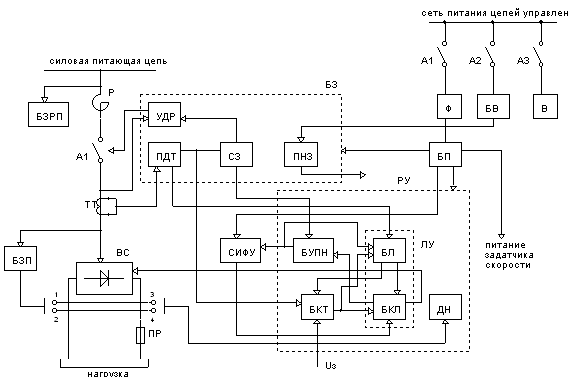 сеть питания цепей управлен
силовая питающая цепь
А1
А2
А3
БЗ
Р
БЗРП
УДР
Ф
БВ
В
А1
ПДТ
СЗ
ПНЗ
БП
РУ
ТТ
БЗП
ВС
СИФУ
БУПН
БЛ
ЛУ
питание
задатчика
скорости
1
3
2
4
БКТ
БКЛ
ДН
ПР
Uз
нагрузка